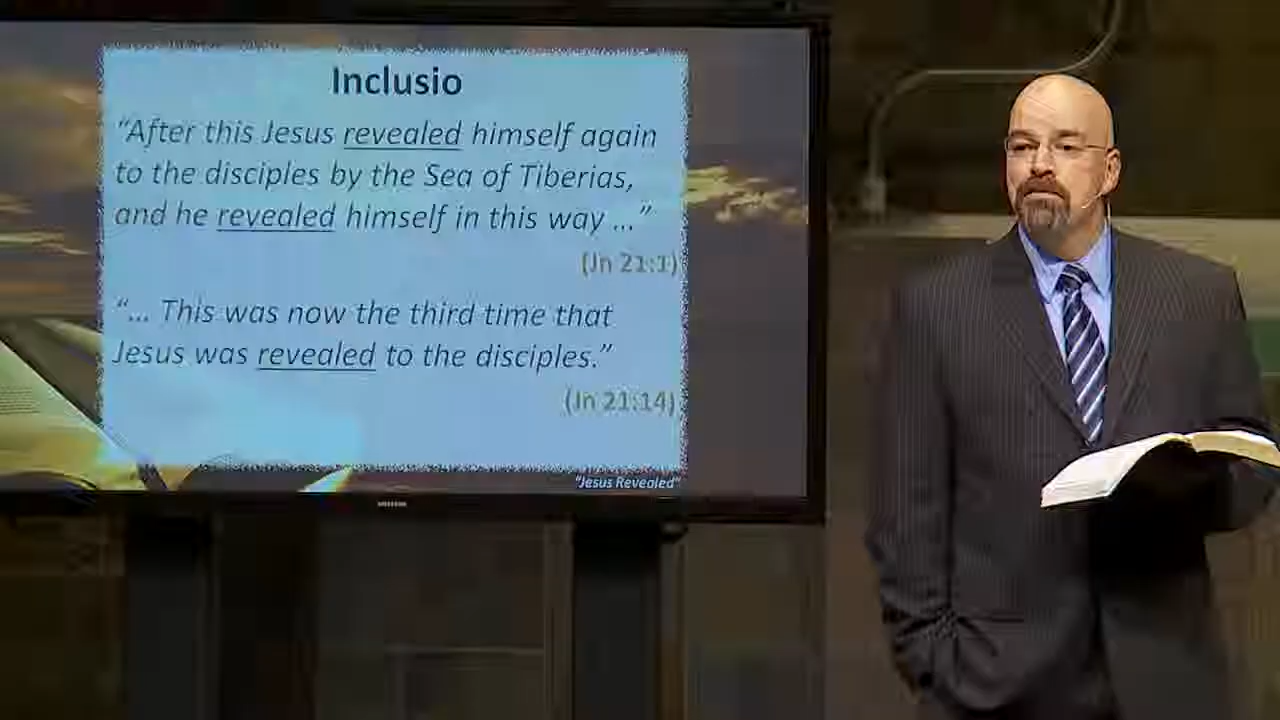 Inclusio
“After this Jesus revealed himself again
to the disciples by the Sea of Tiberias,
and he revealed himself in this way ...”
(Jn 21:1)
“... This was now the third time that
Jesus was revealed to the disciples.”
(Jn 21:14)
“Jesus Revealed”